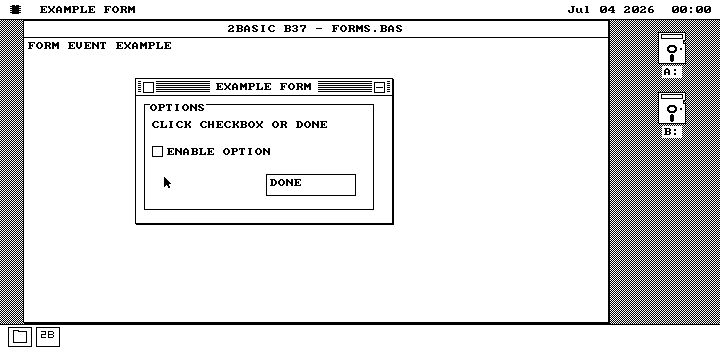 EXAMPLE FORM
Jul 04 2026 00:00
2BASIC B37 - FORMS.BAS
FORM EVENT EXAMPLE
EXAMPLE FORM
OPTIONS
CLICK CHECKBOX OR DONE
ENABLE OPTION
DONE
A:
B:
2B